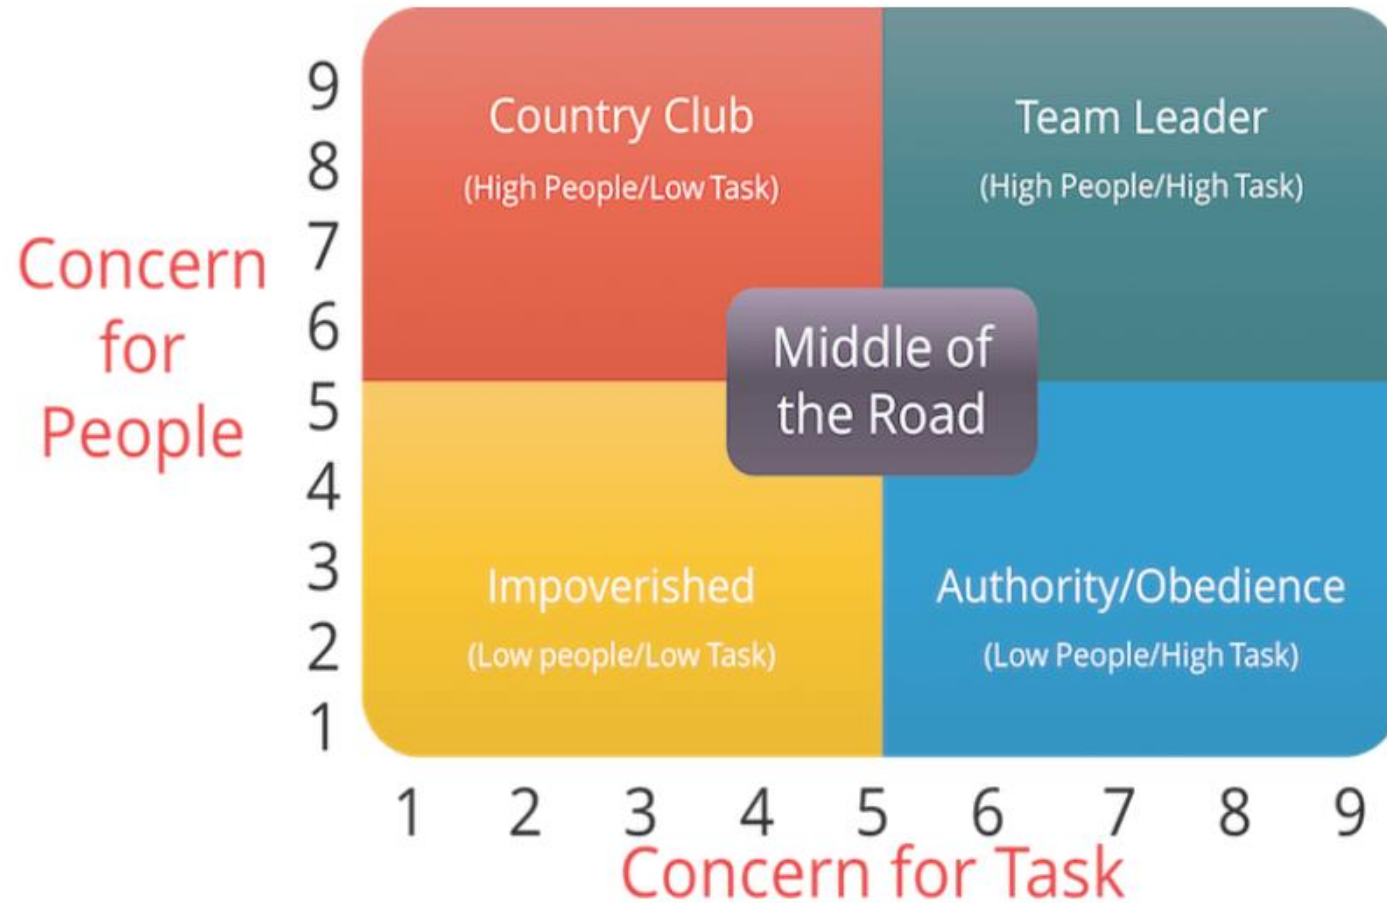 9
8
7
6
5
4
3
2
1
Concern
for
People
Country Club
(High People/Low Task)
Team Leader
(High People/High Task)
Middle of
the Road
Impoverished
(Low people/Low Task)
Authority/Obedience
(Low People/High Task)
1 2 3 4 5 6 7 8 9
Concern for Task